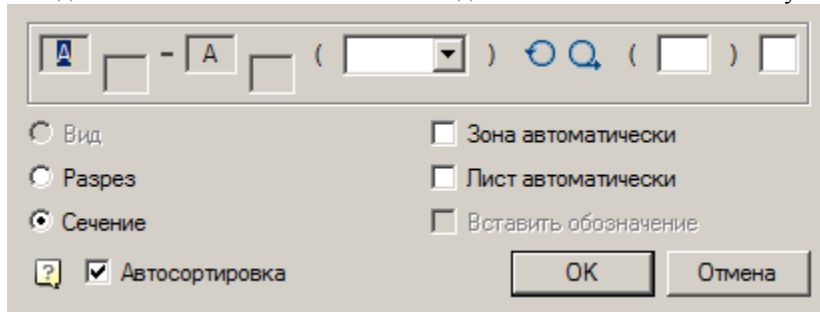 А - А ( ) ( )
Вид
Зона автоматически
Разрез
Лист автоматически
Сечение
Вставить обозначение
? Автосортировка
OK
Отмена